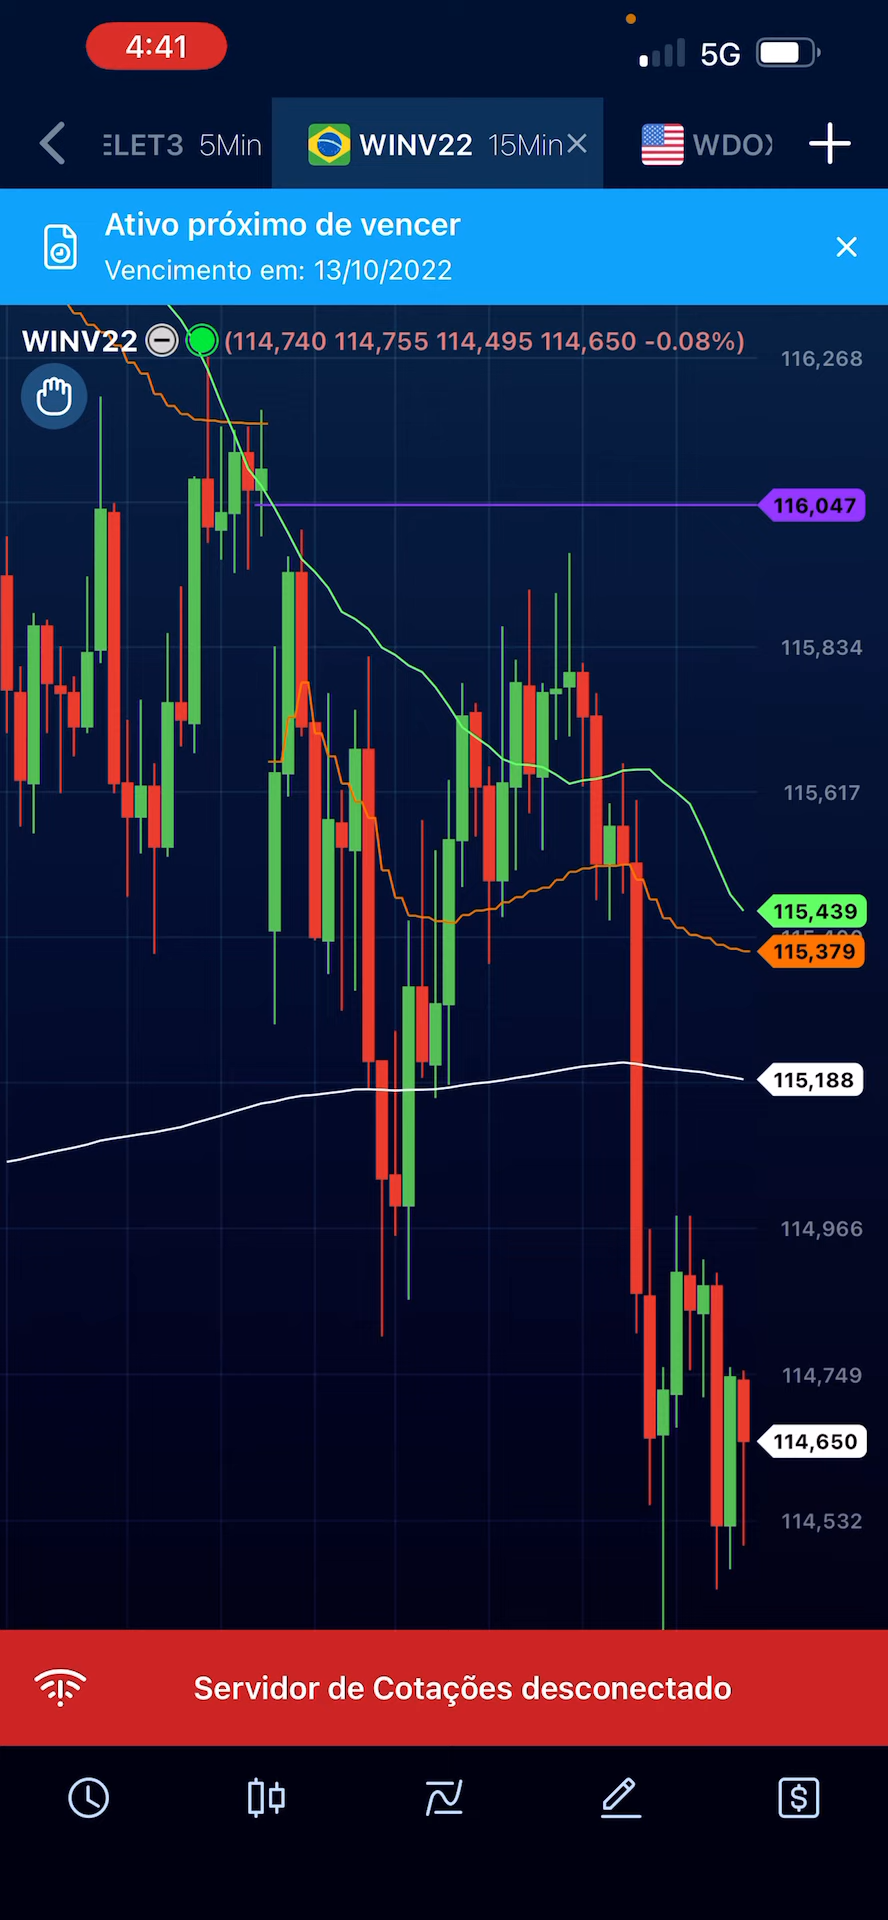 4:41
5G
ELET3 5Min
WINV22 15Min
WDO
Ativo próximo de vencer
Vencimento em: 13/10/2022
WINV22 (114,740 114,755 114,495 114,650 -0.08%)
116,268
116,047
115,834
115,617
115,439
115,379
115,188
114,966
114,749
114,650
114,532
Servidor de Cotações desconectado